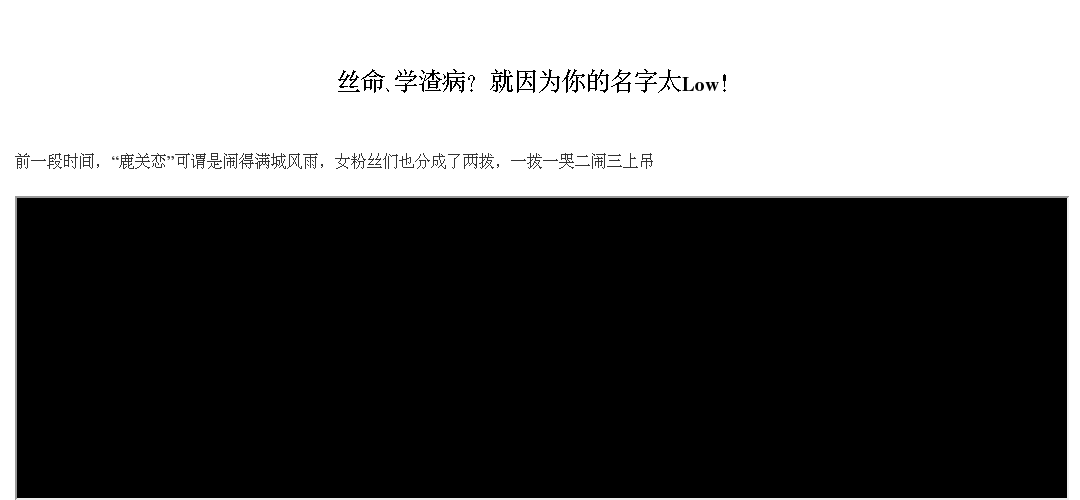 丝命、学渣病？就因为你的名字太Low！
前一段时间，“鹿关恋”可谓是闹得满城风雨，女粉丝们也分成了两拨，一拨一哭二闹三上吊